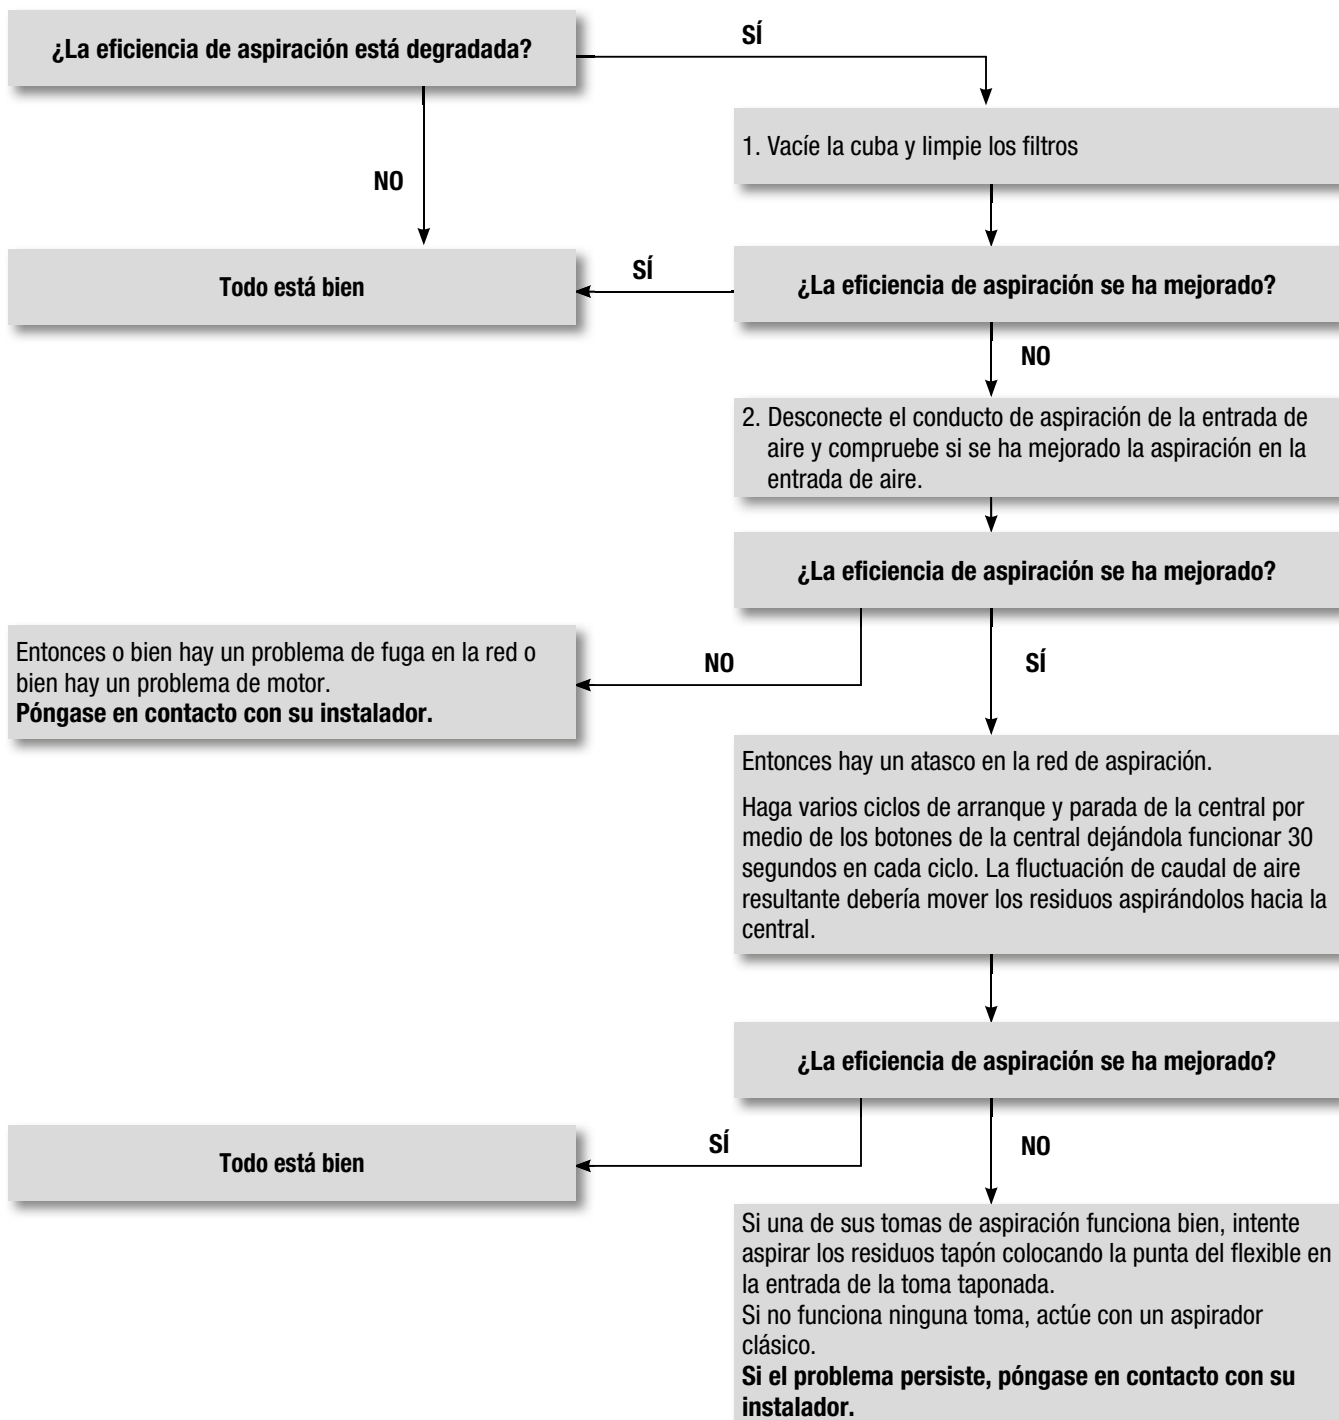 ¿La eficiencia de aspiración está degradada?
SÍ
1. Vacíe la cuba y limpie los filtros
NO
Todo está bien
SÍ
¿La eficiencia de aspiración se ha mejorado?
NO
2. Desconecte el conducto de aspiración de la entrada de
aire y compruebe si se ha mejorado la aspiración en la
entrada de aire.
¿La eficiencia de aspiración se ha mejorado?
Entonces o bien hay un problema de fuga en la red o
bien hay un problema de motor.
Póngase en contacto con su instalador.
NO
SÍ
Entonces hay un atasco en la red de aspiración.
Haga varios ciclos de arranque y parada de la central por
medio de los botones de la central dejándola funcionar 30
segundos en cada ciclo. La fluctuación de caudal de aire
resultante debería mover los residuos aspirándolos hacia la
central.
¿La eficiencia de aspiración se ha mejorado?
Todo está bien
SÍ
NO
Si una de sus tomas de aspiración funciona bien, intente
aspirar los residuos tapón colocando la punta del flexible en
la entrada de la toma taponada.
Si no funciona ninguna toma, actúe con un aspirador
clásico.
Si el problema persiste, póngase en contacto con su
instalador.